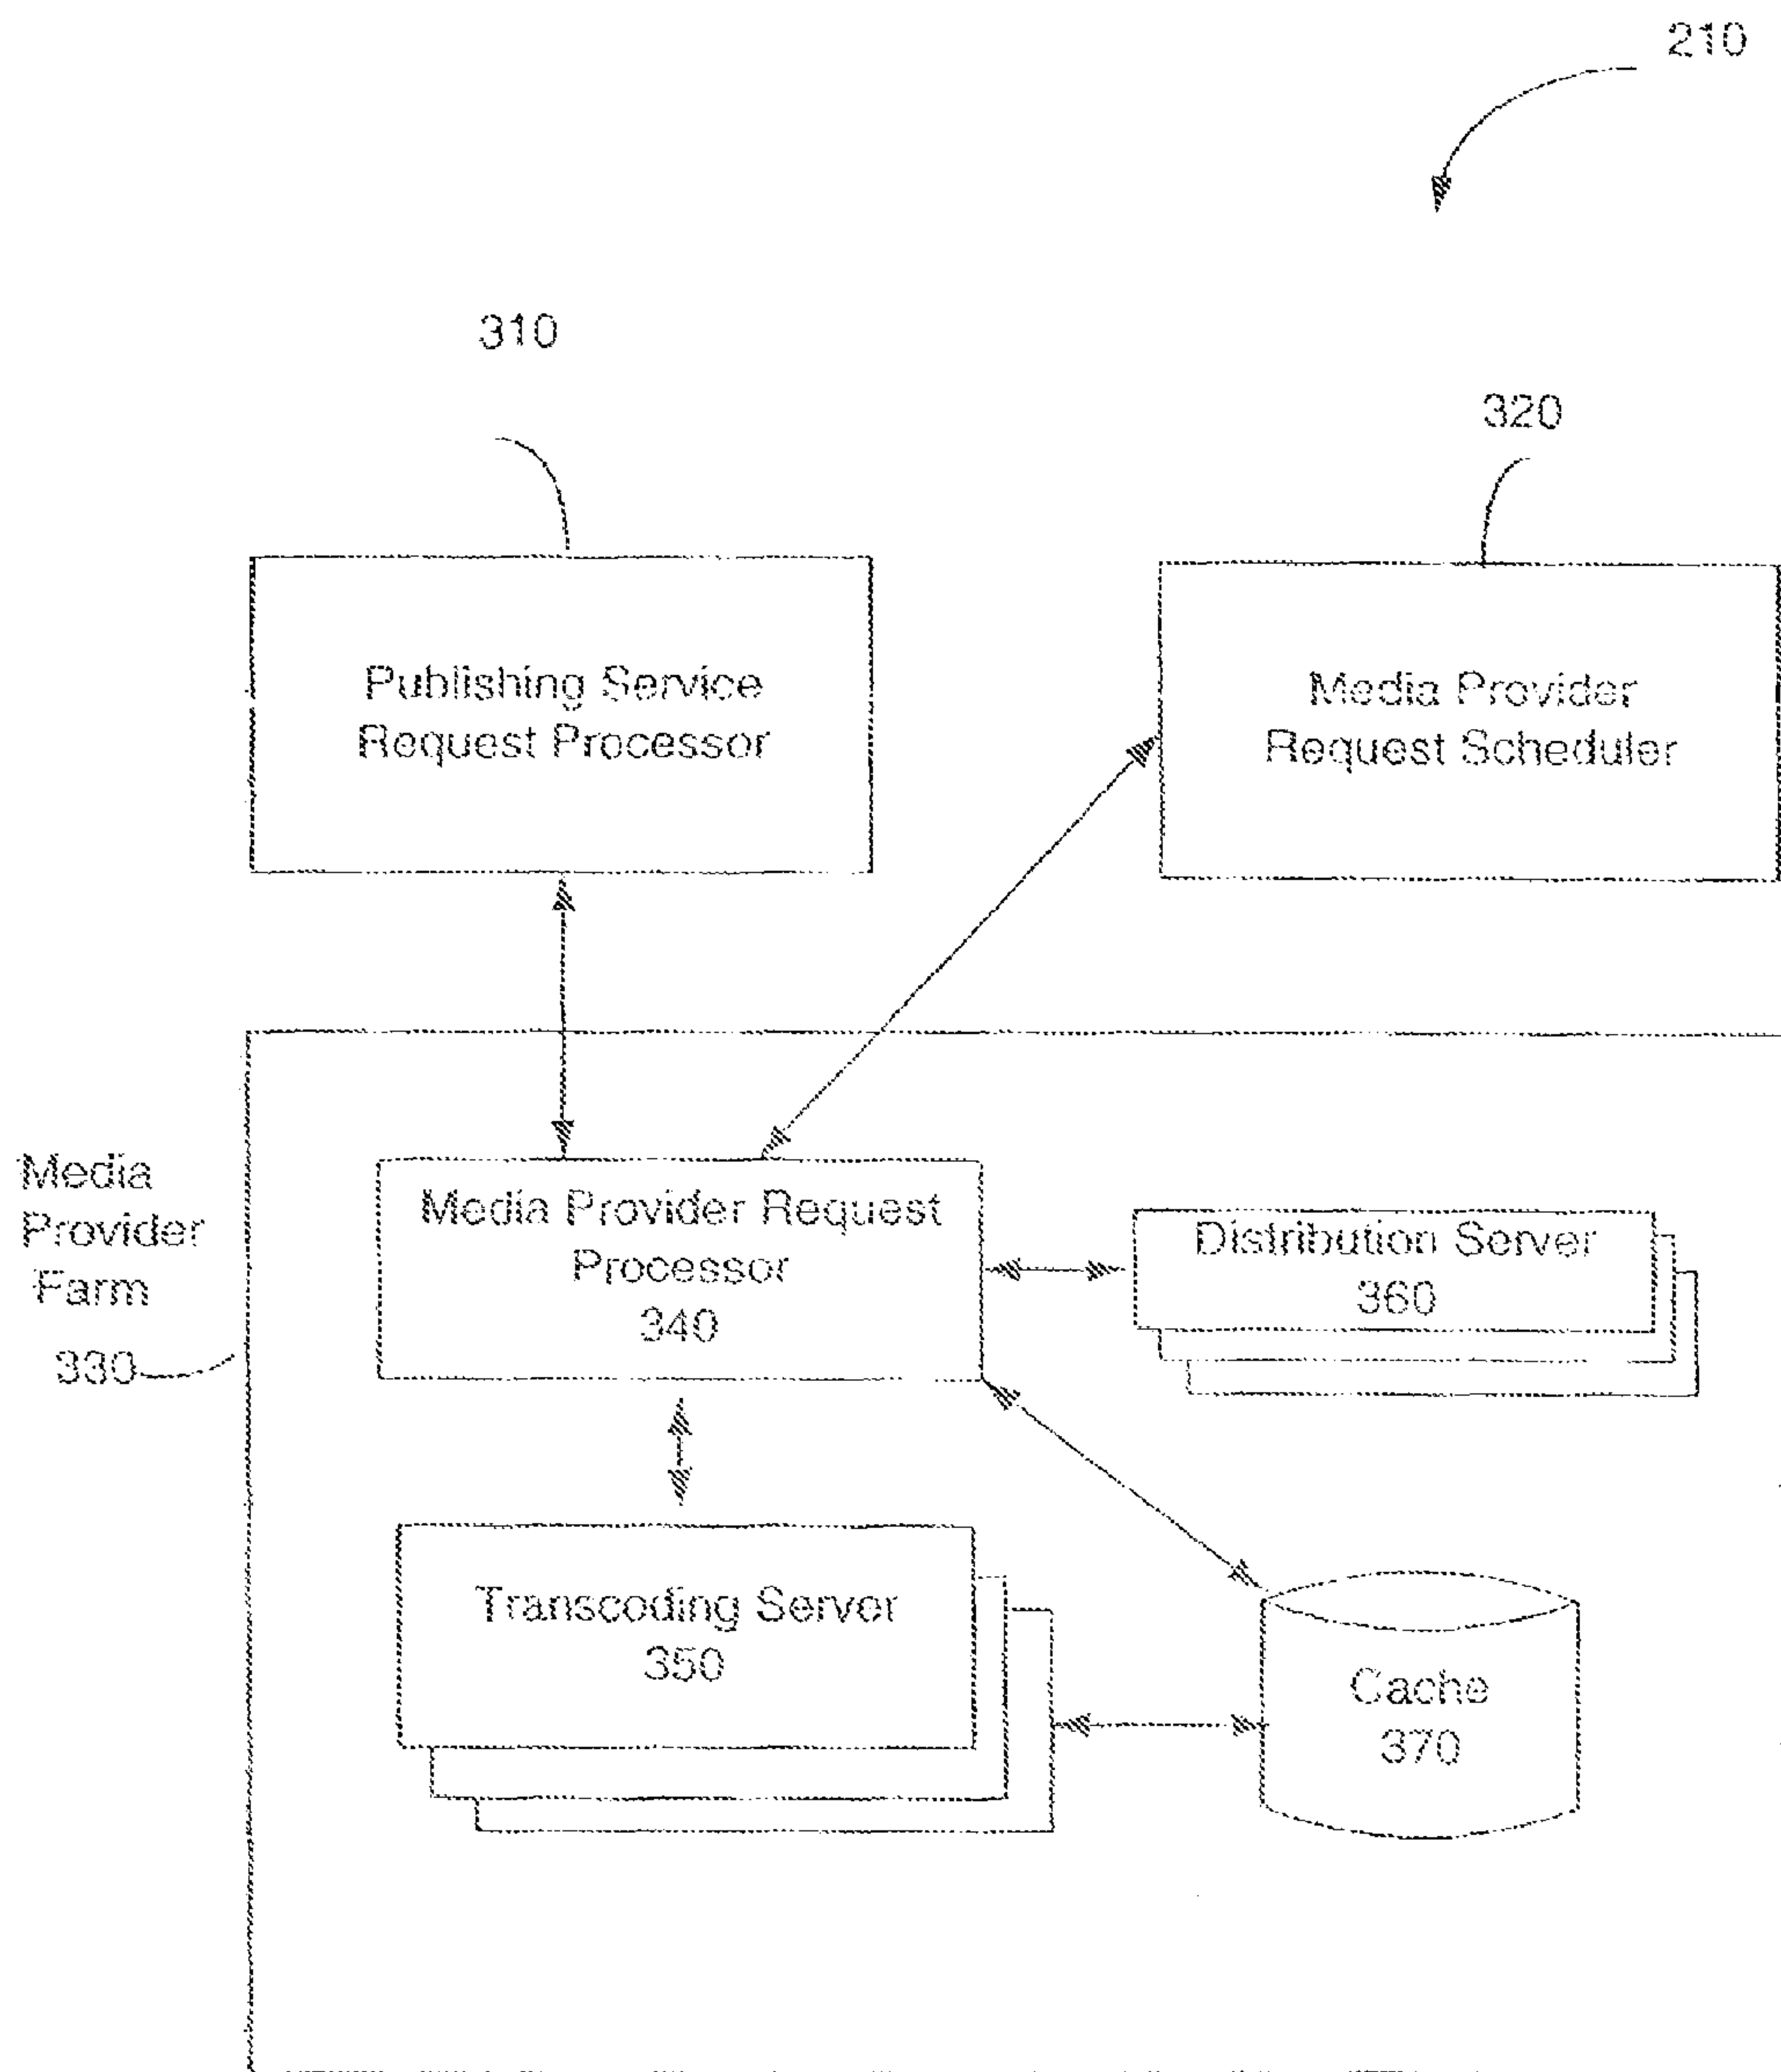 210
310
320
Publishing Service
Request Processor
Media Provider
Request Scheduler
Media
Provider
Farm
330
Media Provider Request
Processor
340
Distribution Server
360
Transcoding Server
350
Cache
370